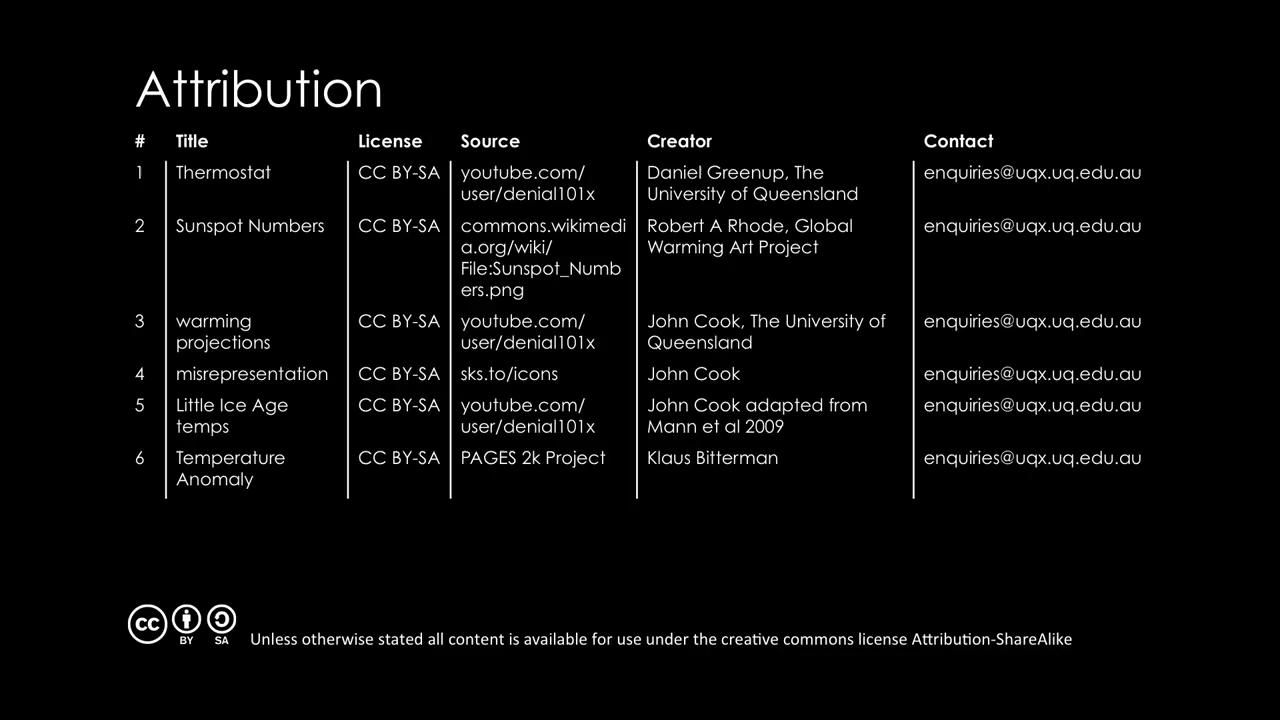 Attribution
# Title License Source Creator Contact
1 Thermostat CC BY-SA youtube.com/ Daniel Greenup, The enquiries@uqx.uq.edu.au
user/denial101x University of Queensland
2 Sunspot Numbers CC BY-SA commons.wikimedi Robert A Rhode, Global enquiries@uqx.uq.edu.au
a.org/wiki/ Warming Art Project
File:Sunspot_Numb
ers.png
3 warming CC BY-SA youtube.com/ John Cook, The University of enquiries@uqx.uq.edu.au
projections user/denial101x Queensland
4 misrepresentation CC BY-SA sks.to/icons John Cook enquiries@uqx.uq.edu.au
5 Little Ice Age CC BY-SA youtube.com/ John Cook adapted from enquiries@uqx.uq.edu.au
temps user/denial101x Mann et al 2009
6 Temperature CC BY-SA PAGES 2k Project Klaus Bitterman enquiries@uqx.uq.edu.au
Anomaly
cc
BY SA Unless otherwise stated all content is available for use under the creative commons license Attribution-ShareAlike